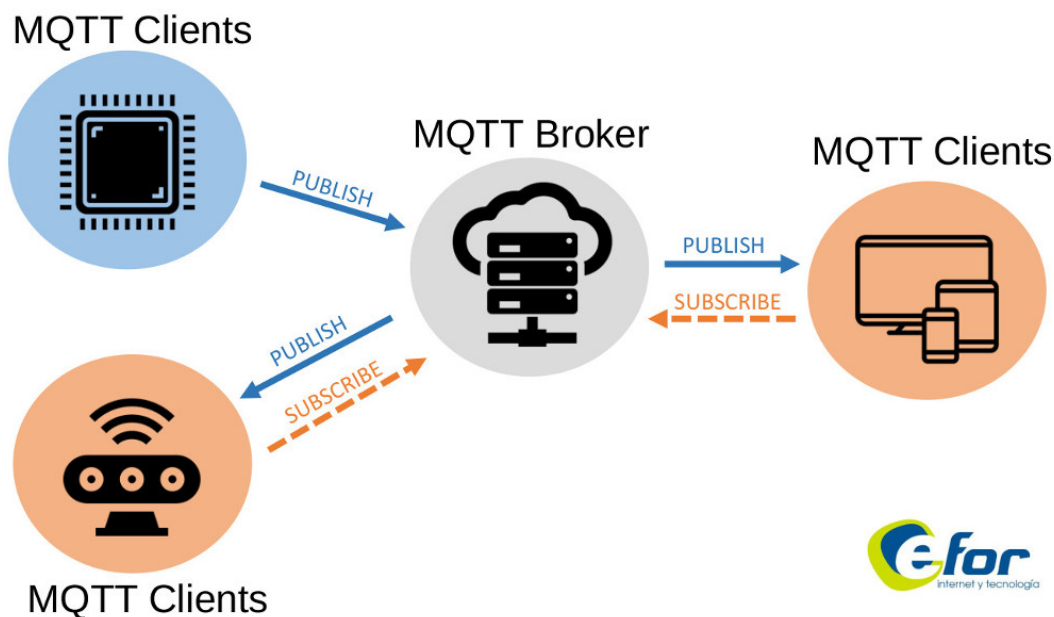 MQTT Clients
MQTT Broker
MQTT Clients
PUBLISH
PUBLISH
SUBSCRIBE
PUBLISH
SUBSCRIBE
MQTT Clients
efor
internet y tecnología